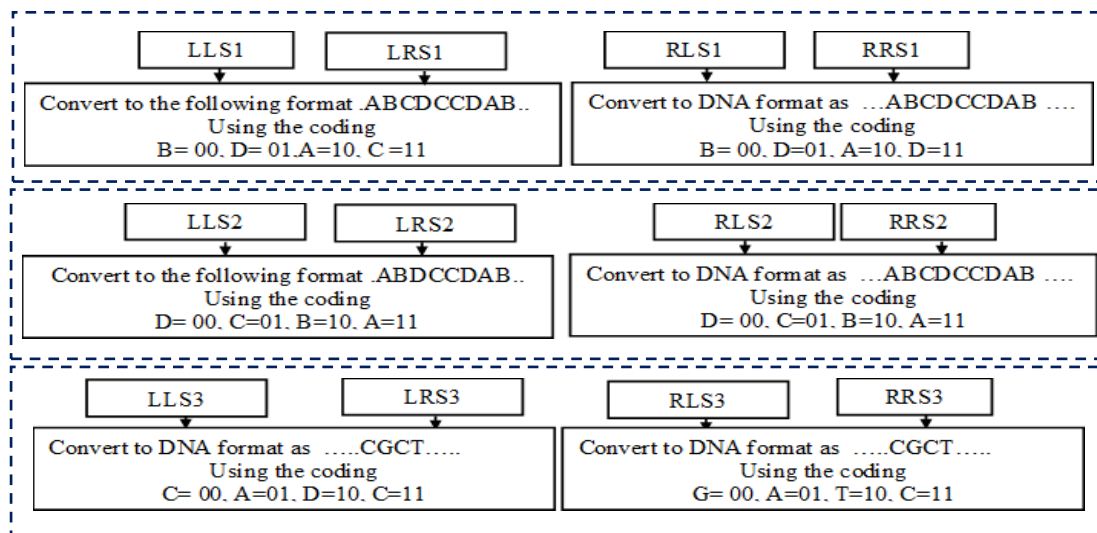 LLS1
LRS1
RLS1
RRS1
Convert to the following format .ABCDCCDAB..
Using the coding
B= 00, D= 01,A=10, C =11
Convert to DNA format as ...ABCDCCDAB ....
Using the coding
B= 00, D=01, A=10, D=11
LLS2
LRS2
RLS2
RRS2
Convert to the following format .ABDCCDAB..
Using the coding
D= 00, C=01, B=10, A=11
Convert to DNA format as ...ABCDCCDAB ....
Using the coding
D= 00, C=01, B=10, A=11
LLS3
LRS3
RLS3
RRS3
Convert to DNA format as .....CGCT.....
Using the coding
C= 00, A=01, D=10, C=11
Convert to DNA format as .....CGCT.....
Using the coding
G= 00, A=01, T=10, C=11